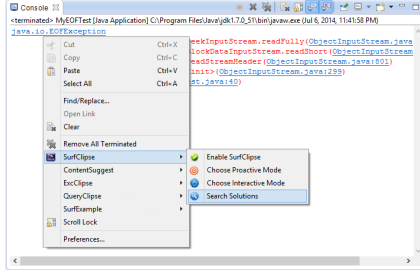 Console
<terminated> MyEOFTest [Java Application] C:\Program Files\Java\jdk1.7.0_51\bin\javaw.exe (Jul 6, 2014, 11:41:58 PM)
java.io.EOFException
eekInputStream.readFully(ObjectInputStream.java
lockDataInputStream.readShort(ObjectInputStream
eadStreamHeader(ObjectInputStream.java:801)
init>(ObjectInputStream.java:299)
st.java:40)
Cut Ctrl+X
Copy Ctrl+C
Paste Ctrl+V
Select All Ctrl+A
Find/Replace...
Open Link
Clear
Remove All Terminated
SurfClipse
ContentSuggest
ExcClipse
QueryClipse
SurfExample
Scroll Lock
Preferences...
Enable SurfClipse
Choose Proactive Mode
Choose Interactive Mode
Search Solutions